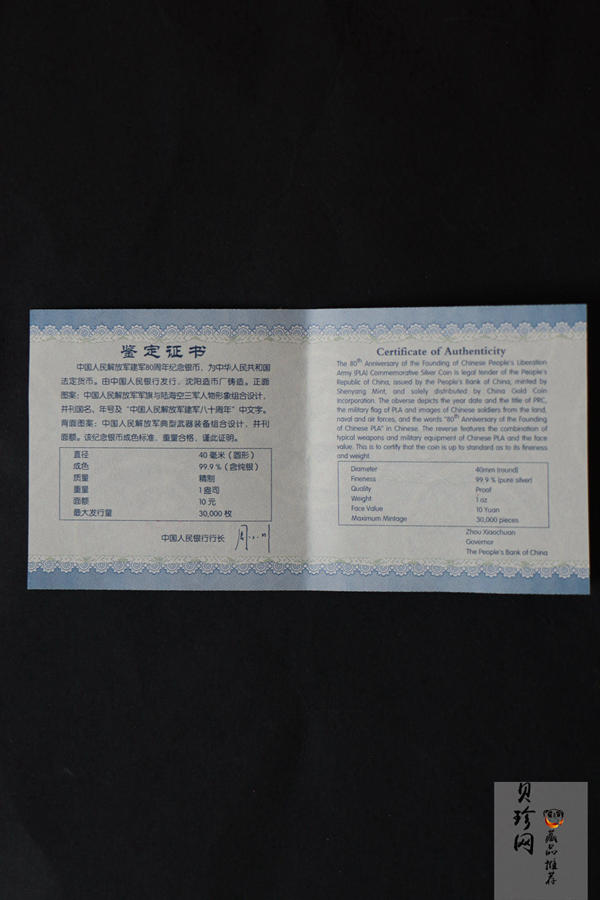 鉴定证书
中国人民解放军建军80周年纪念银币，为中华人民共和国
法定货币。由中国人民银行发行，沈阳造币厂铸造。正面
图案：中国人民解放军军旗与陆海空三军人物形象组合设计，
并刊国名、年号及“中国人民解放军建军八十周年”中文字。
背面图案：中国人民解放军典型武器装备组合设计，并刊
面额。该纪念银币成色标准，重量合格，谨此证明。
直径 40 毫米（圆形）
成色 99.9 %（含纯银）
质量 精制
重量 1 盎司
面额 10 元
最大发行量 30,000 枚
中国人民银行行长
Certificate of Authenticity
The 80th Anniversary of the Founding of Chinese People's Liberation
Army (PLA) Commemorative Silver Coin is legal tender of the People's
Republic of China, issued by the People's Bank of China, minted by
Shenyang Mint, and solely distributed by China Gold Coin
Incorporation. The obverse depicts the year date and the title of PRC,
the military flag of PLA and images of Chinese soldiers from the land,
naval and air forces, and the words "80th Anniversary of the Founding
of Chinese PLA" in Chinese. The reverse features the combination of
typical weapons and military equipment of Chinese PLA and the face
value. This is to certify that the coin is up to standard as to its fineness
and weight.
Diameter 40mm (round)
Fineness 99.9 % (pure silver)
Quality Proof
Weight 1 oz
Face Value 10 Yuan
Maximum Mintage 30,000 pieces
Zhou Xiaochuan
Governor
The People's Bank of China
贝珍网
藏品推荐